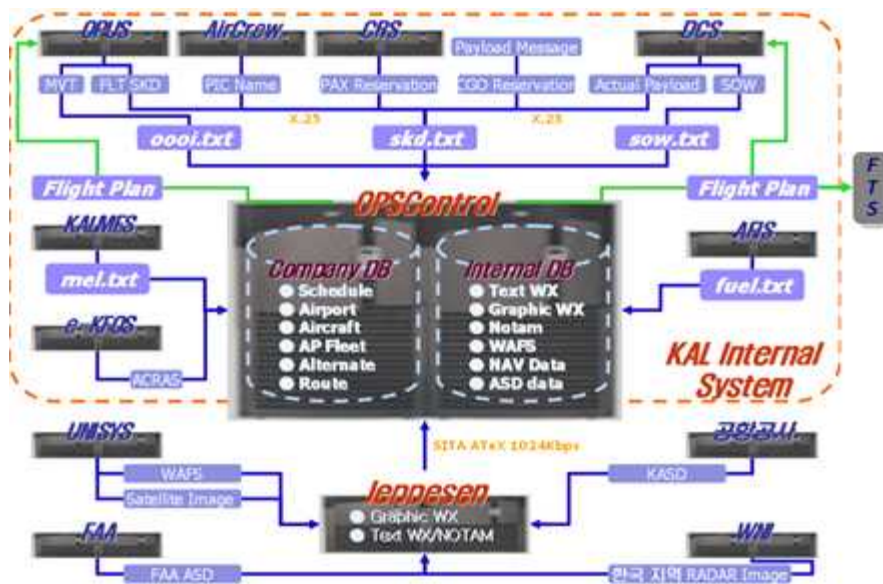 OPUS
AirCrew
CRS
Payload Message
DCS
MVT
FLT SKD
PIC Name
PAX Reservation
CGO Reservation
Actual Payload
SOW
X.25
X.25
oooi.txt
skd.txt
sow.txt
Flight Plan
Flight Plan
FTS
OPSControl
KALMES
mel.txt
e-KFOS
ACRAS
Company DB
Schedule
Airport
Aircraft
AP Fleet
Alternate
Route
Internal DB
Text WX
Graphic WX
Notam
WAFS
NAV Data
ASD data
AFIS
fuel.txt
KAL Internal
System
UNISYS
WAFS
Satellite Image
SITA ATeX 1024Kbps
공항공사
KASD
Jeppesen
Graphic WX
Text WX/NOTAM
FAA
FAA ASD
WNI
한국 지역 RADAR Image